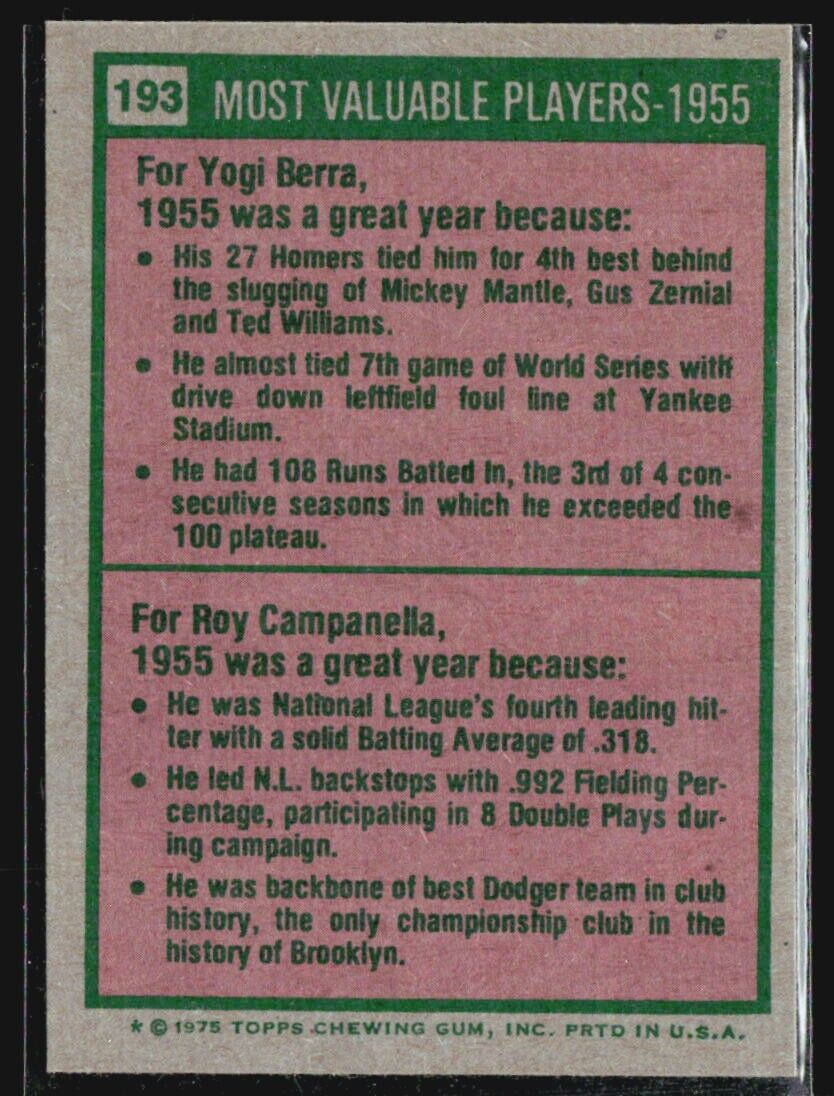 193 MOST VALUABLE PLAYERS-1955
For Yogi Berra,
1955 was a great year because:
• His 27 Homers tied him for 4th best behind
the slugging of Mickey Mantle, Gus Zernial
and Ted Williams.
• He almost tied 7th game of World Series with
drive down leftfield foul line at Yankee
Stadium.
• He had 108 Runs Batted In, the 3rd of 4 con-
secutive seasons in which he exceeded the
100 plateau.
For Roy Campanella,
1955 was a great year because:
• He was National League's fourth leading hit-
ter with a solid Batting Average of .318.
• He led N.L. backstops with .992 Fielding Per-
centage, participating in 8 Double Plays dur-
ing campaign.
• He was backbone of best Dodger team in club
history, the only championship club in the
history of Brooklyn.
* © 1975 TOPPS CHEWING GUM, INC. PRTD IN U.S.A.